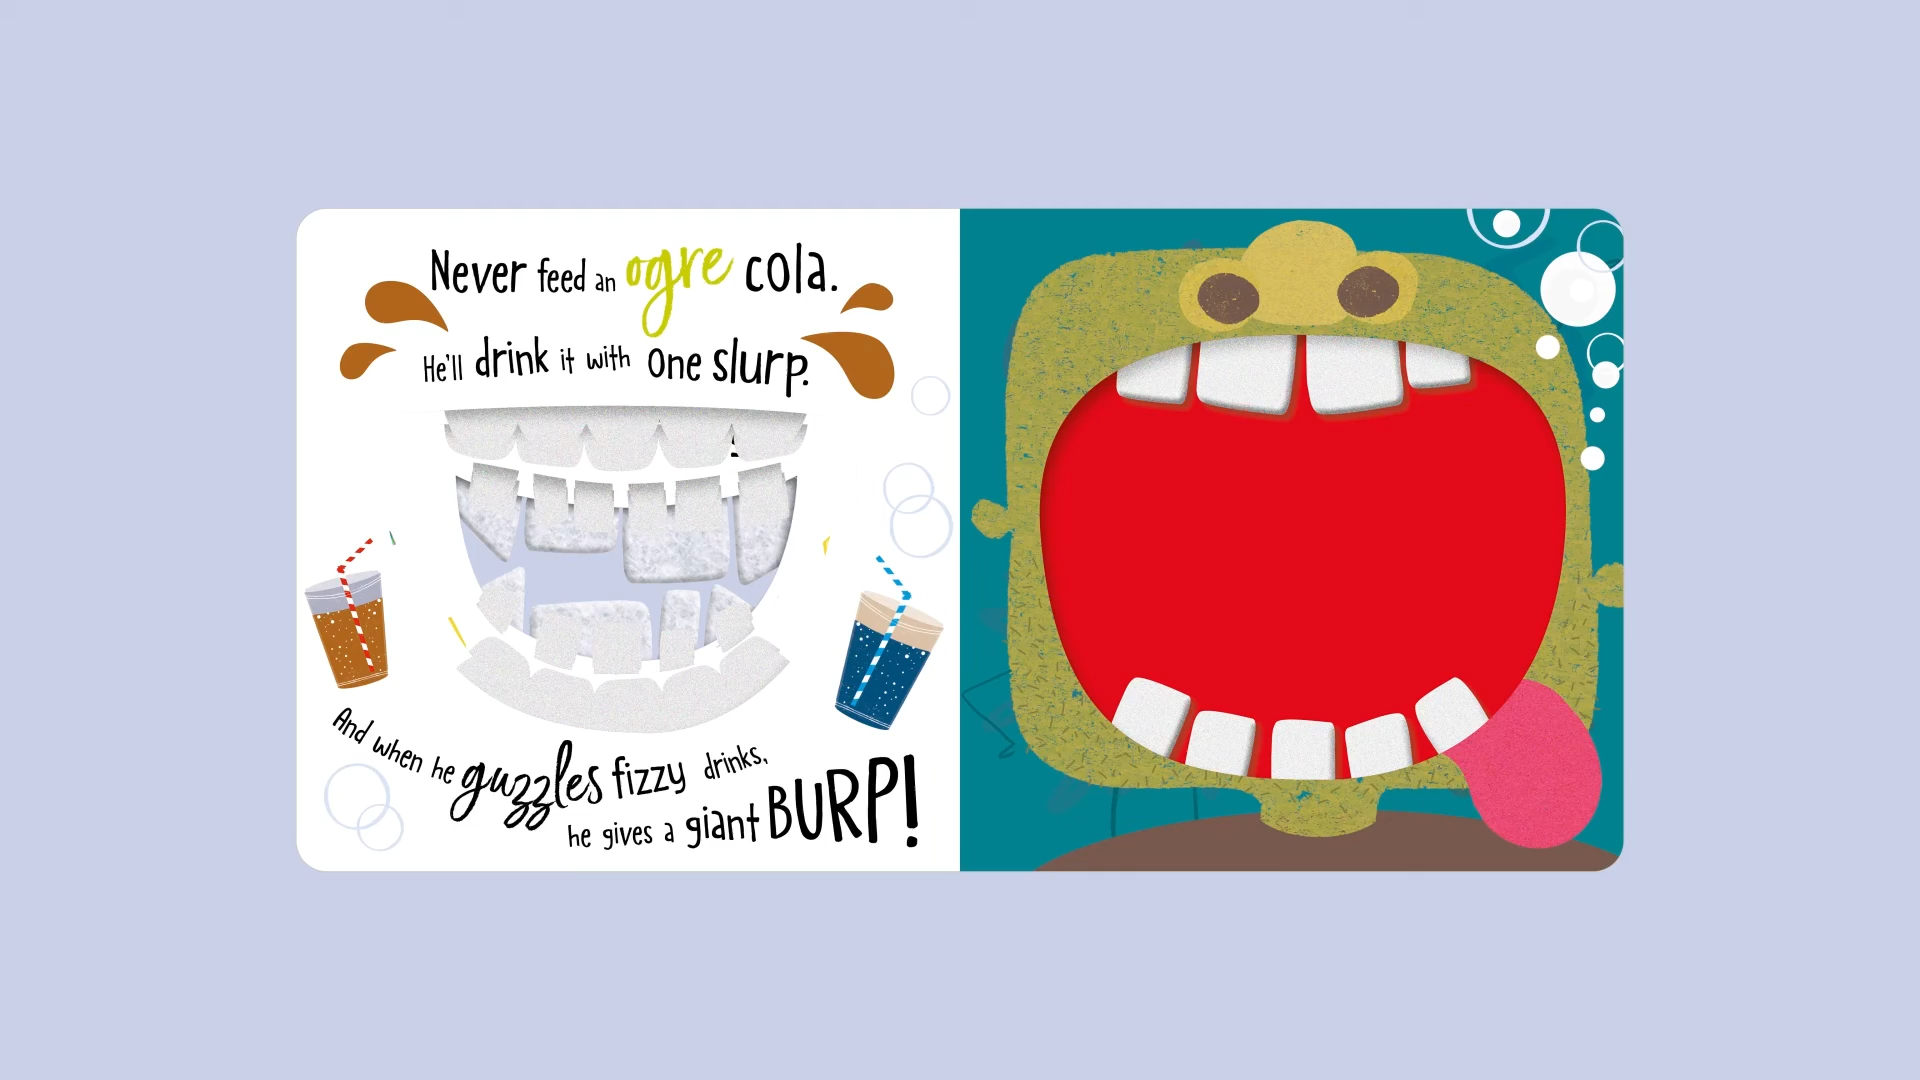 Never feed an ogre cola.
He'll drink it with one slurp.
And when he guzzles fizzy drinks,
he gives a giant BURP!